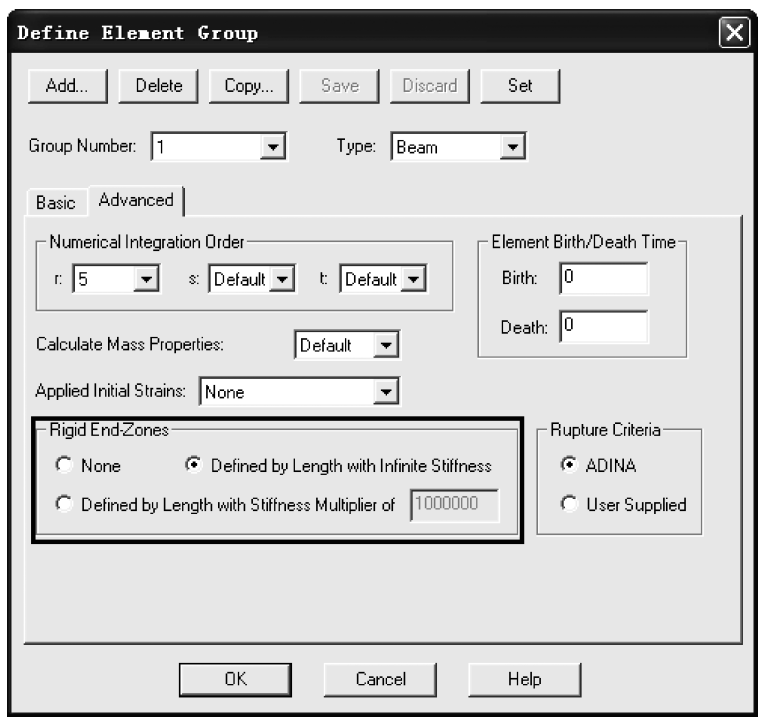 Define Element Group
Add... Delete Copy... Save Discard Set
Group Number: 1 Type: Beam
Basic Advanced
Numerical Integration Order Element Birth/Death Time
r: 5 s: Default t: Default Birth: 0
Death: 0
Calculate Mass Properties: Default
Applied Initial Strains: None
Rigid End-Zones Rupture Criteria
None Defined by Length with Infinite Stiffness ADINA
Defined by Length with Stiffness Multiplier of 1000000 User Supplied
OK Cancel Help